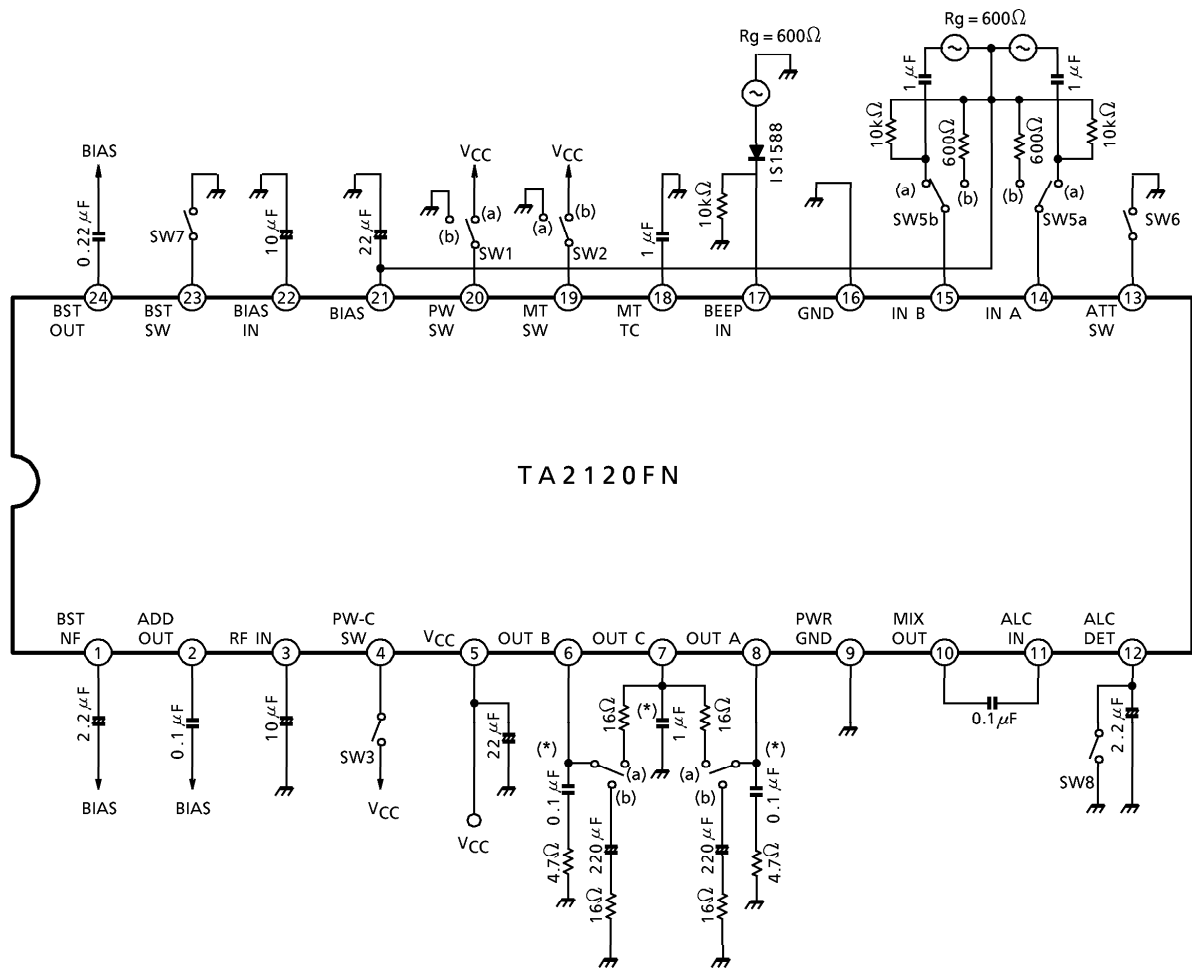 Rg = 600Ω
Rg = 600Ω
1 μF
1 μF
10kΩ
600Ω
600Ω
10kΩ
IS1588
BIAS
VCC
VCC
0.22 μF
SW7
10 μF
22 μF
(a)
(b)
SW1
(b)
(a)
SW2
1 μF
10kΩ
(a)
(b)
SW5b
(b)
(a)
SW5a
SW6
24
23
22
21
20
19
18
17
16
15
14
13
BST OUT
BST SW
BIAS IN
BIAS
PW SW
MT SW
MT TC
BEEP IN
GND
IN B
IN A
ATT SW
TA2120FN
BST NF
ADD OUT
RF IN
PW-C SW
VCC
OUT B
OUT C
OUT A
PWR GND
MIX OUT
ALC IN
ALC DET
1
2
3
4
5
6
7
8
9
10
11
12
2.2 μF
0.1 μF
10 μF
SW3
22 μF
16Ω
(*)
1 μF
16Ω
0.1 μF
SW8
2.2 μF
(*)
(a)
(b)
(a)
(b)
(*)
BIAS
BIAS
VCC
VCC
0.1 μF
4.7Ω
220 μF
16Ω
220 μF
16Ω
0.1 μF
4.7Ω